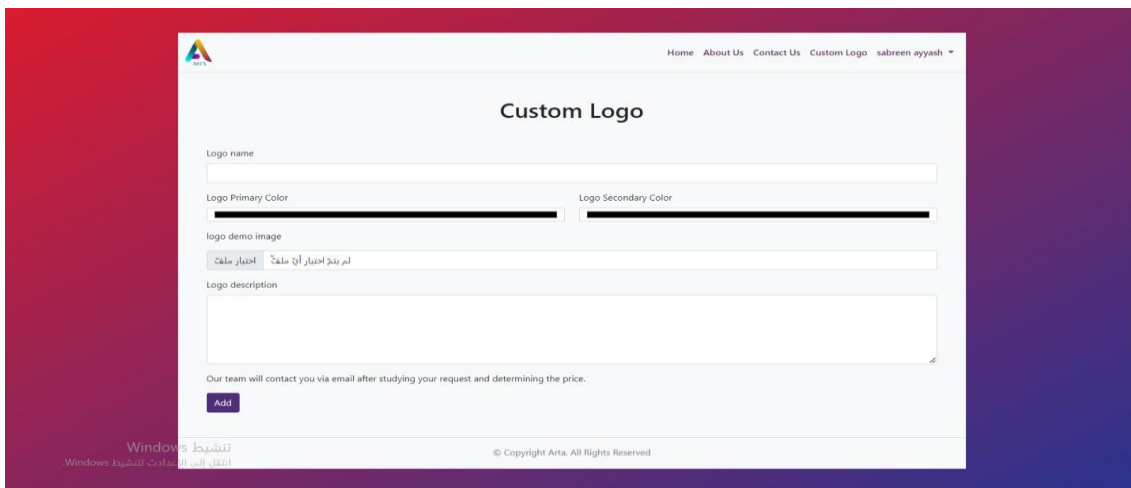 ARTA
Home About Us Contact Us Custom Logo sabreen ayyash
Custom Logo
Logo name
Logo Primary Color Logo Secondary Color
logo demo image
اختيار ملف لم يتم اختيار أي ملف
Logo description
Our team will contact you via email after studying your request and determining the price.
Add
© Copyright Arta. All Rights Reserved
تنشيط Windows
انتقل إلى الإعدادات لتنشيط Windows.